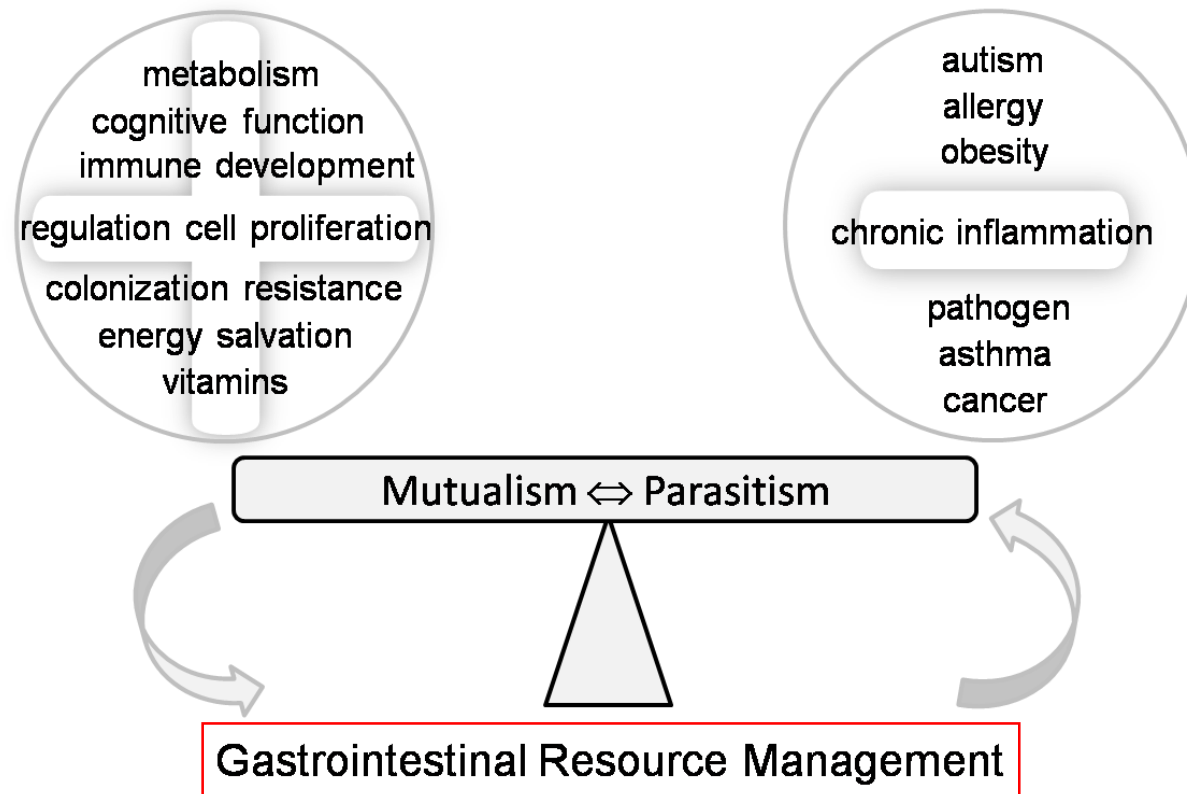 metabolism
cognitive function
immune development
regulation cell proliferation
colonization resistance
energy salvation
vitamins
autism
allergy
obesity
chronic inflammation
pathogen
asthma
cancer
Mutualism ⇔ Parasitism
Gastrointestinal Resource Management